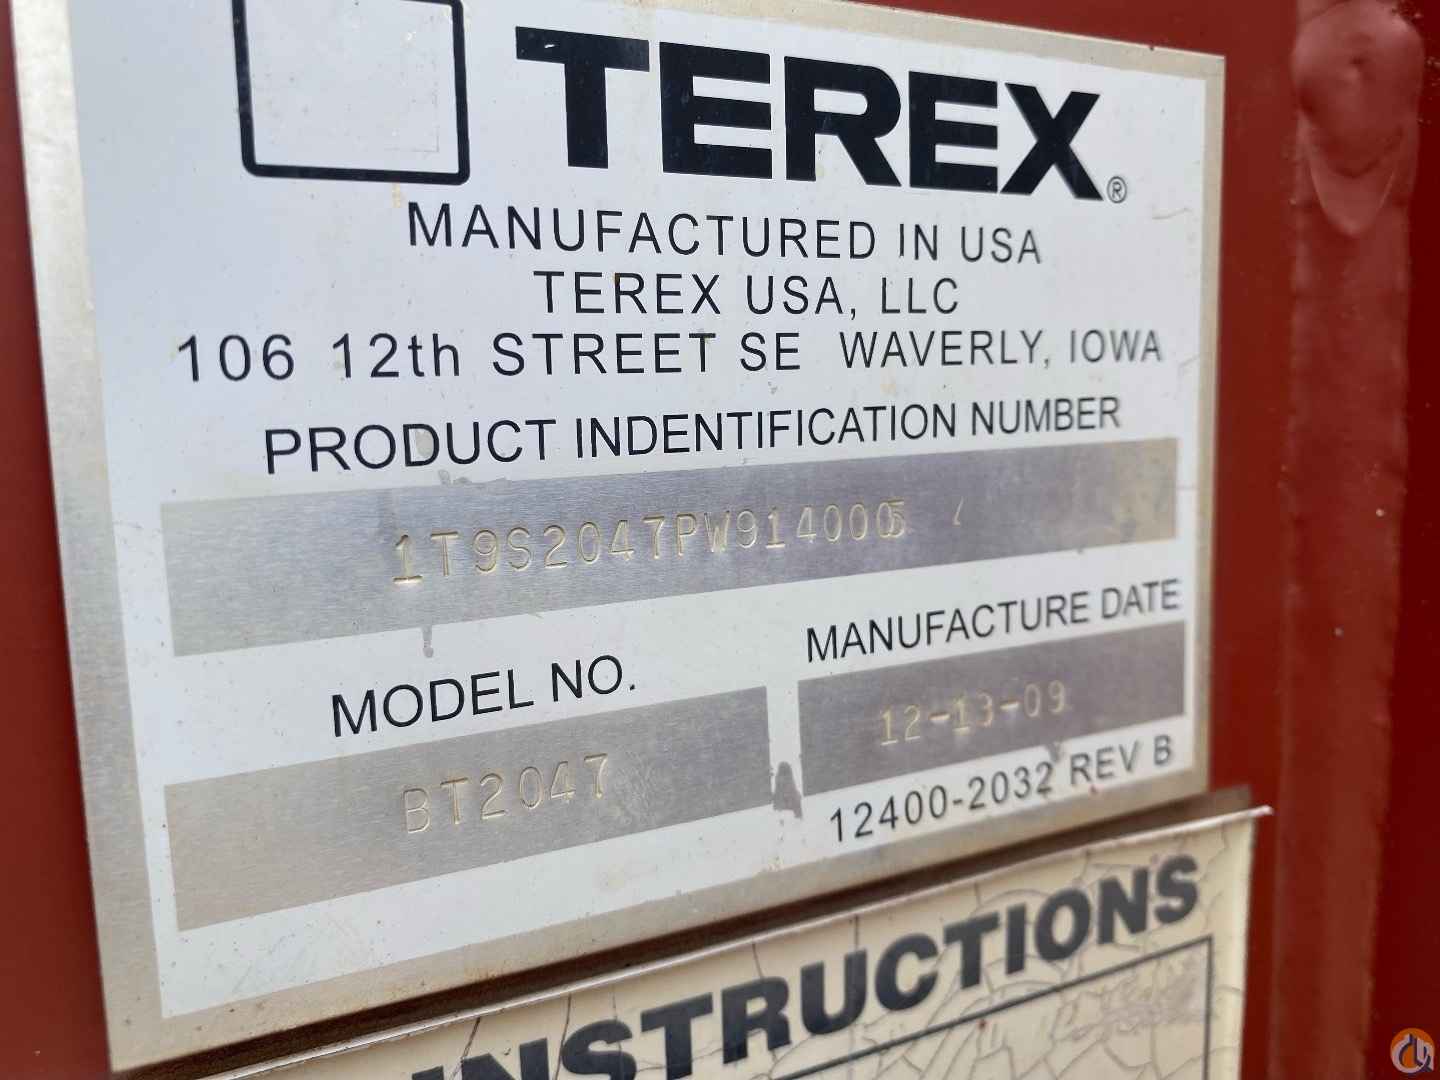 TEREX®
MANUFACTURED IN USA
TEREX USA, LLC
106 12th STREET SE WAVERLY, IOWA
PRODUCT INDENTIFICATION NUMBER
1T9S2047PW9140005
MODEL NO.
BT2047
MANUFACTURE DATE
12-13-09
12400-2032 REV B
INSTRUCTIONS